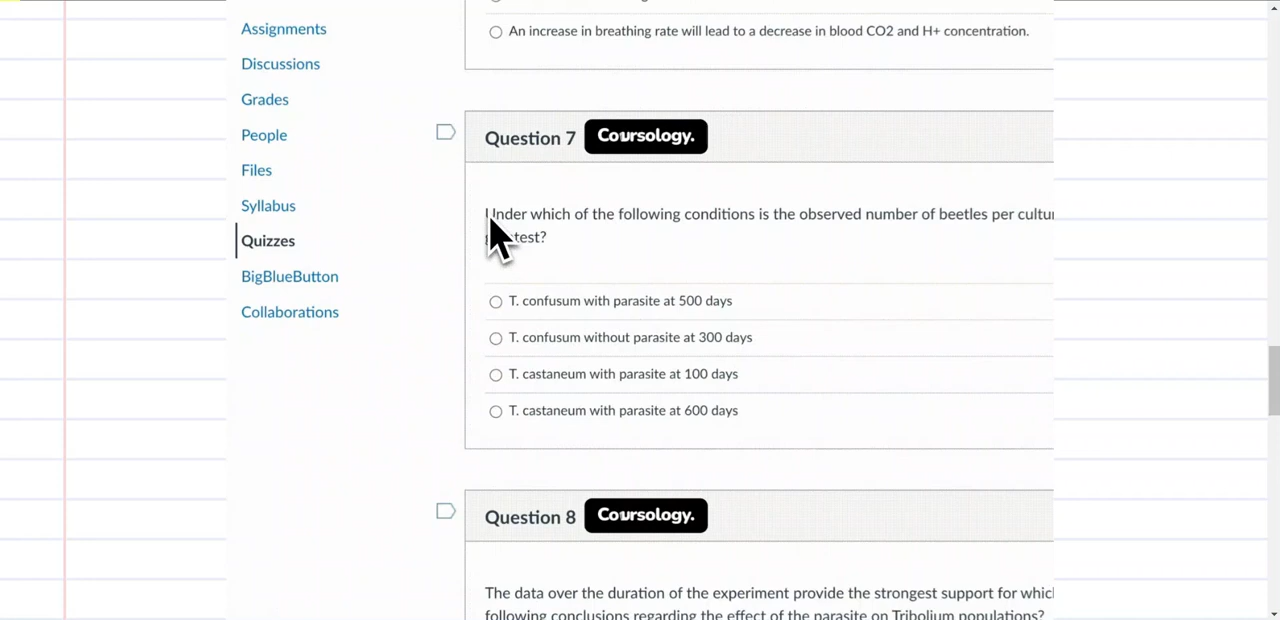 Assignments
An increase in breathing rate will lead to a decrease in blood CO2 and H+ concentration.
Discussions
Grades
People
Files
Syllabus
Quizzes
BigBlueButton
Collaborations
Question 7 Coursology.
Under which of the following conditions is the observed number of beetles per
T. confusum with parasite at 500 days
T. confusum without parasite at 300 days
T. castaneum with parasite at 100 days
T. castaneum with parasite at 600 days
Question 8 Coursology.
The data over the duration of the experiment provide the strongest support for
following conclusions regarding the effect of the parasite on Tribolium populations?